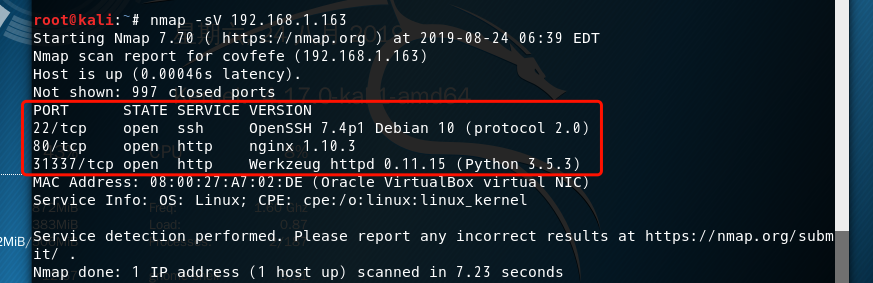 root@kali:~# nmap -sV 192.168.1.163
Starting Nmap 7.70 ( https://nmap.org ) at 2019-08-24 06:39 EDT
Nmap scan report for covfefe (192.168.1.163)
Host is up (0.00046s latency).
Not shown: 997 closed ports
PORT      STATE SERVICE VERSION
22/tcp    open  ssh     OpenSSH 7.4p1 Debian 10 (protocol 2.0)
80/tcp    open  http    nginx 1.10.3
31337/tcp open  http    Werkzeug httpd 0.11.15 (Python 3.5.3)
MAC Address: 08:00:27:A7:02:DE (Oracle VirtualBox virtual NIC)
Service Info: OS: Linux; CPE: cpe:/o:linux:linux_kernel
Service detection performed. Please report any incorrect results at https://nmap.org/subm
it/ .
Nmap done: 1 IP address (1 host up) scanned in 7.23 seconds